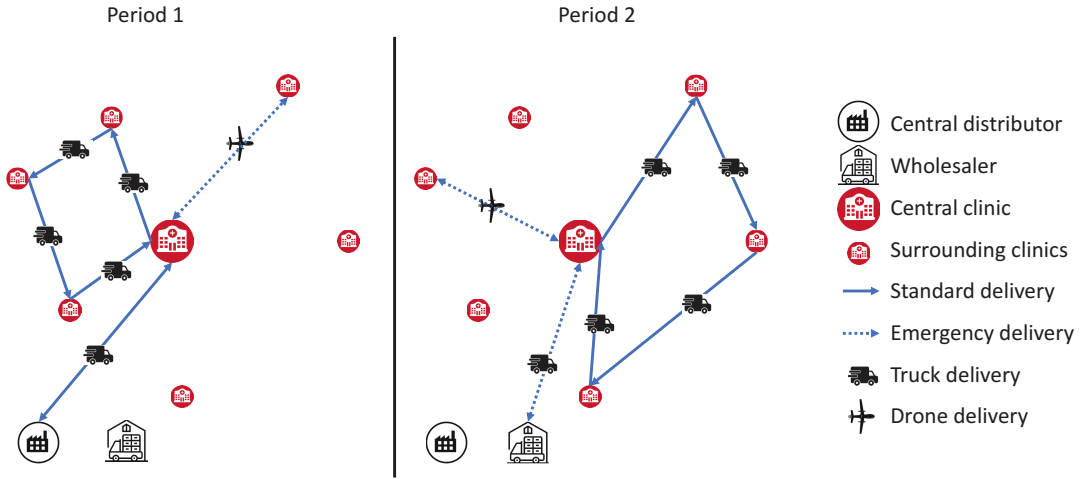 Period 1
Period 2
Central distributor
Wholesaler
Central clinic
Surrounding clinics
Standard delivery
Emergency delivery
Truck delivery
Drone delivery